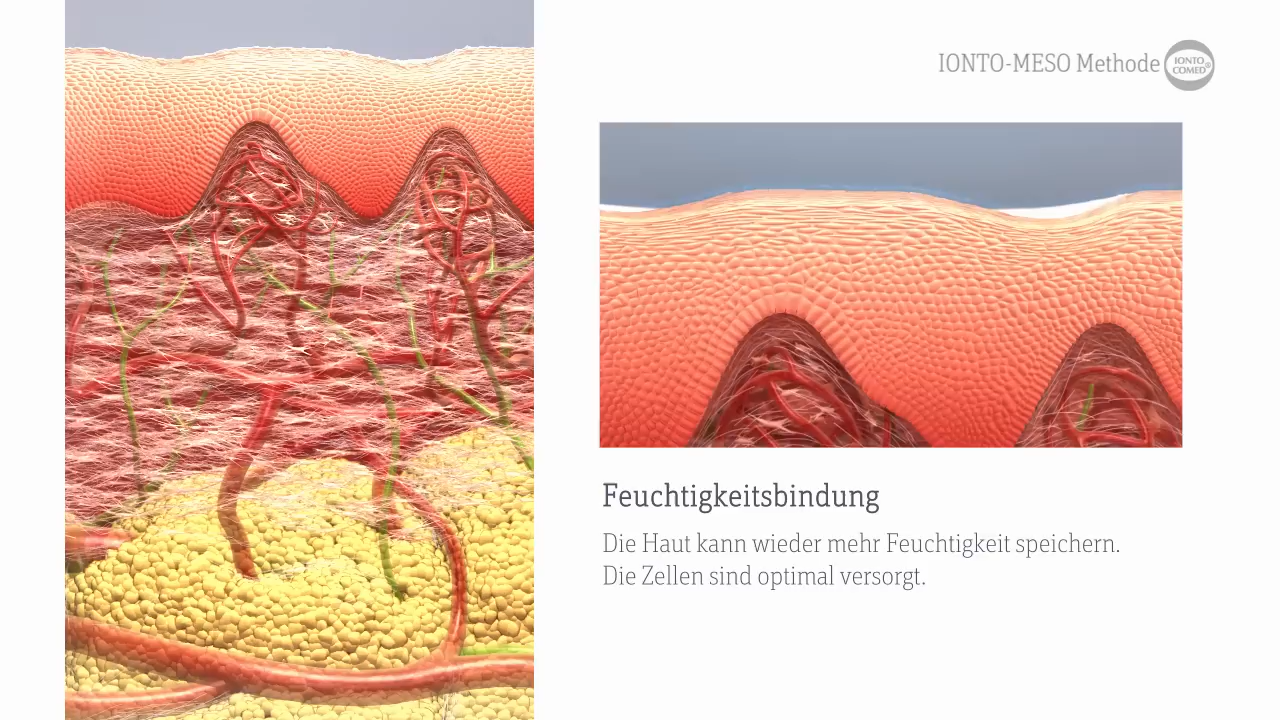 IONTO-MESO Methode
IONTO
COMED®
Feuchtigkeitsbindung
Die Haut kann wieder mehr Feuchtigkeit speichern.
Die Zellen sind optimal versorgt.